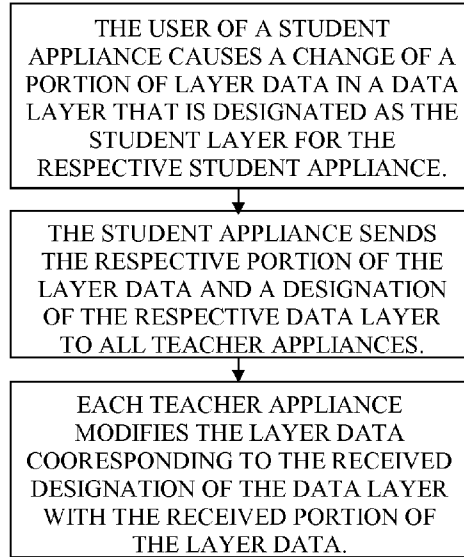 THE USER OF A STUDENT
APPLIANCE CAUSES A CHANGE OF A
PORTION OF LAYER DATA IN A DATA
LAYER THAT IS DESIGNATED AS THE
STUDENT LAYER FOR THE
RESPECTIVE STUDENT APPLIANCE.
THE STUDENT APPLIANCE SENDS
THE RESPECTIVE PORTION OF THE
LAYER DATA AND A DESIGNATION
OF THE RESPECTIVE DATA LAYER
TO ALL TEACHER APPLIANCES.
EACH TEACHER APPLIANCE
MODIFIES THE LAYER DATA
COORESPONDING TO THE RECEIVED
DESIGNATION OF THE DATA LAYER
WITH THE RECEIVED PORTION OF
THE LAYER DATA.